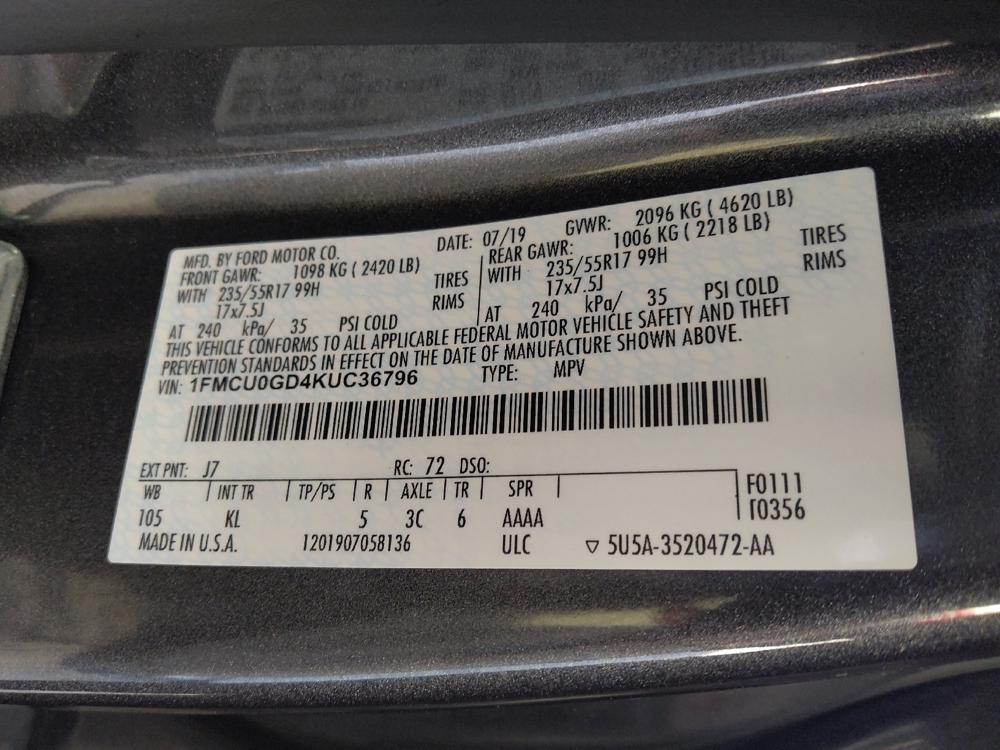 MFD. BY FORD MOTOR CO.
DATE: 07/19
GVWR: 2096 KG ( 4620 LB)
FRONT GAWR: 1098 KG ( 2420 LB)
REAR GAWR: 1006 KG ( 2218 LB)
WITH 235/55R17 99H TIRES
WITH 235/55R17 99H TIRES
17x7.5J RIMS
17x7.5J RIMS
AT 240 kPa/ 35 PSI COLD
AT 240 kPa/ 35 PSI COLD
THIS VEHICLE CONFORMS TO ALL APPLICABLE FEDERAL MOTOR VEHICLE SAFETY AND THEFT
PREVENTION STANDARDS IN EFFECT ON THE DATE OF MANUFACTURE SHOWN ABOVE.
VIN: 1FMCU0GD4KUC36796 TYPE: MPV
EXT PNT: J7 RC: 72 DSO:
WB INT TR TP/PS R AXLE TR SPR F0111
105 KL 5 3C 6 AAAA T0356
MADE IN U.S.A. 1201907058136 ULC ▽ 5U5A-3520472-AA